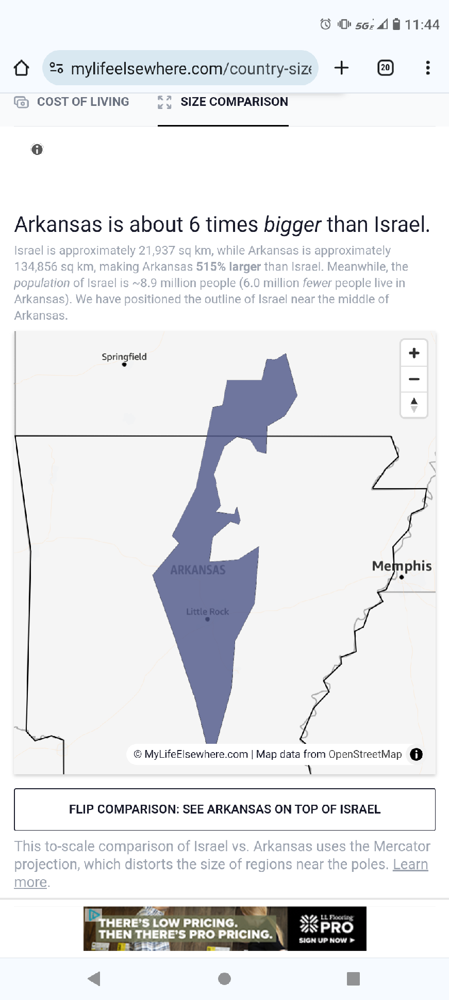 5GE 11:44
mylifeelsewhere.com/country-size
20
COST OF LIVING SIZE COMPARISON
Arkansas is about 6 times bigger than Israel.
Israel is approximately 21,937 sq km, while Arkansas is approximately
134,856 sq km, making Arkansas 515% larger than Israel. Meanwhile, the
population of Israel is ~8.9 million people (6.0 million fewer people live in
Arkansas). We have positioned the outline of Israel near the middle of
Arkansas.
Springfield
Memphis
ARKANSAS
Little Rock
© MyLifeElsewhere.com | Map data from OpenStreetMap
FLIP COMPARISON: SEE ARKANSAS ON TOP OF ISRAEL
This to-scale comparison of Israel vs. Arkansas uses the Mercator
projection, which distorts the size of regions near the poles. Learn
more.
THERE'S LOW PRICING.
THEN THERE'S PRO PRICING.
LL Flooring
PRO
SIGN UP NOW